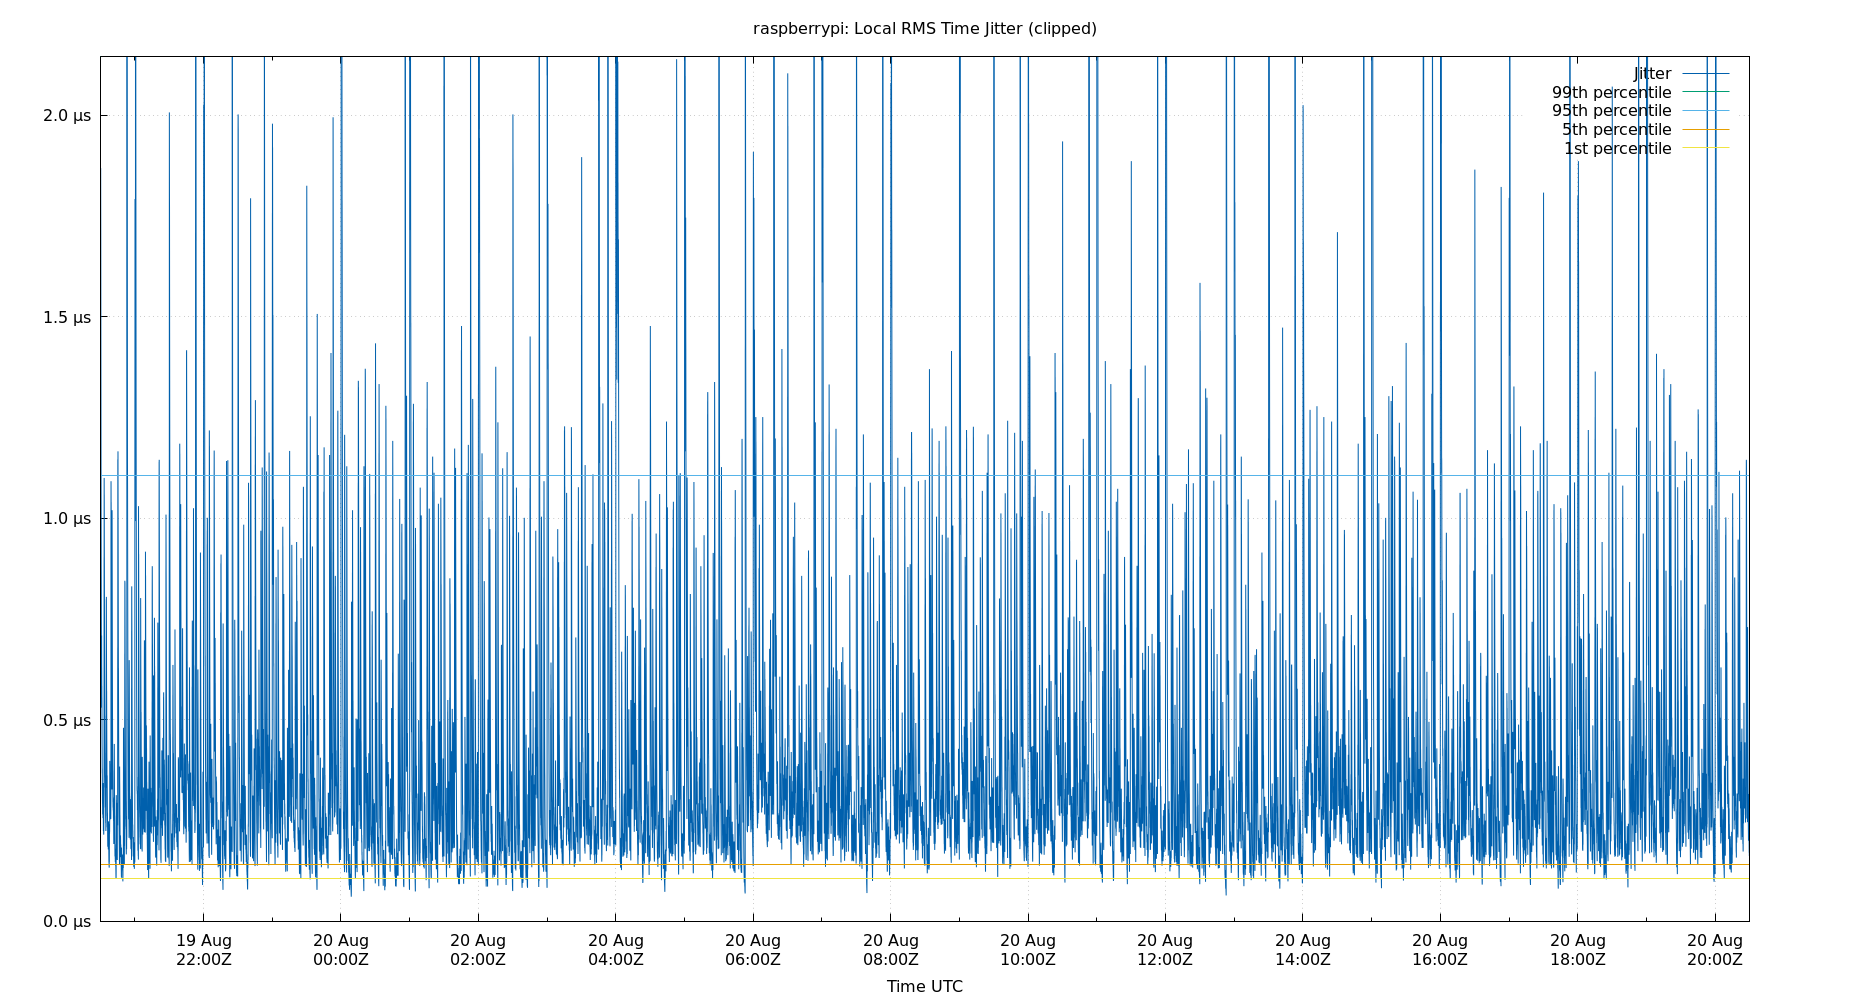 raspberrypi: Local RMS Time Jitter (clipped)
Jitter
99th percentile
95th percentile
5th percentile
1st percentile
2.0 µs
1.5 µs
1.0 µs
0.5 µs
0.0 µs
19 Aug 20 Aug 20 Aug 20 Aug 20 Aug 20 Aug 20 Aug 20 Aug 20 Aug 20 Aug 20 Aug 20 Aug
22:00Z 00:00Z 02:00Z 04:00Z 06:00Z 08:00Z 10:00Z 12:00Z 14:00Z 16:00Z 18:00Z 20:00Z
Time UTC